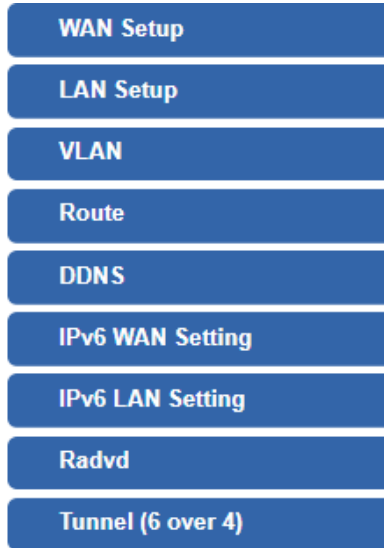 WAN Setup
LAN Setup
VLAN
Route
DDNS
IPv6 WAN Setting
IPv6 LAN Setting
Radvd
Tunnel (6 over 4)